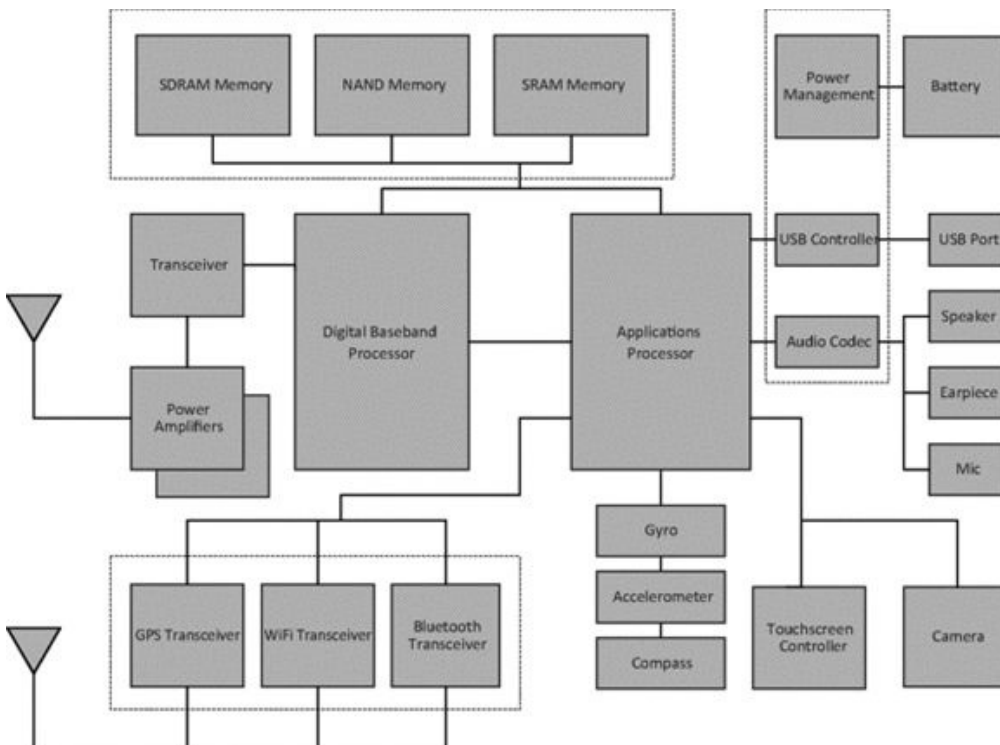 SDRAM Memory
NAND Memory
SRAM Memory
Power
Management
Battery
Transceiver
Digital Baseband
Processor
Applications
Processor
USB Controller
USB Port
Audio Codec
Speaker
Earpiece
Mic
Power
Amplifiers
Gyro
Accelerometer
Compass
GPS Transceiver
WiFi Transceiver
Bluetooth
Transceiver
Touchscreen
Controller
Camera